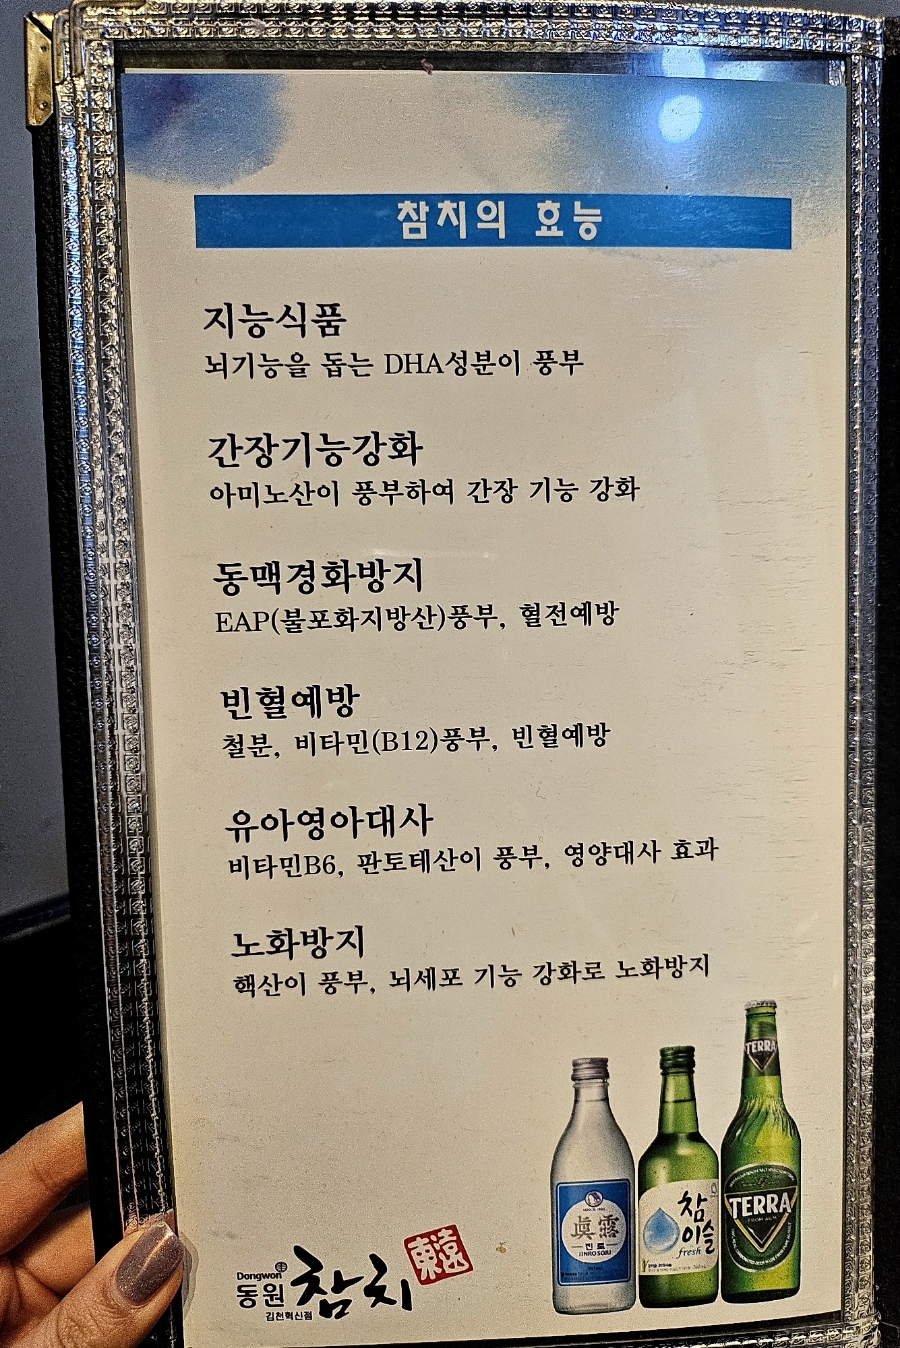 참치의 효능
지능식품
뇌기능을 돕는 DHA성분이 풍부
간장기능강화
아미노산이 풍부하여 간장 기능 강화
동맥경화방지
EAP(불포화지방산)풍부, 혈전예방
빈혈예방
철분, 비타민(B12)풍부, 빈혈예방
유아영아대사
비타민B6, 판토테산이 풍부, 영양대사 효과
노화방지
핵산이 풍부, 뇌세포 기능 강화로 노화방지
TERRA
眞露
진로
JINRO SOJU
참이슬
fresh
TERRA
Dongwon
동원 참치 東遠
김천혁신점